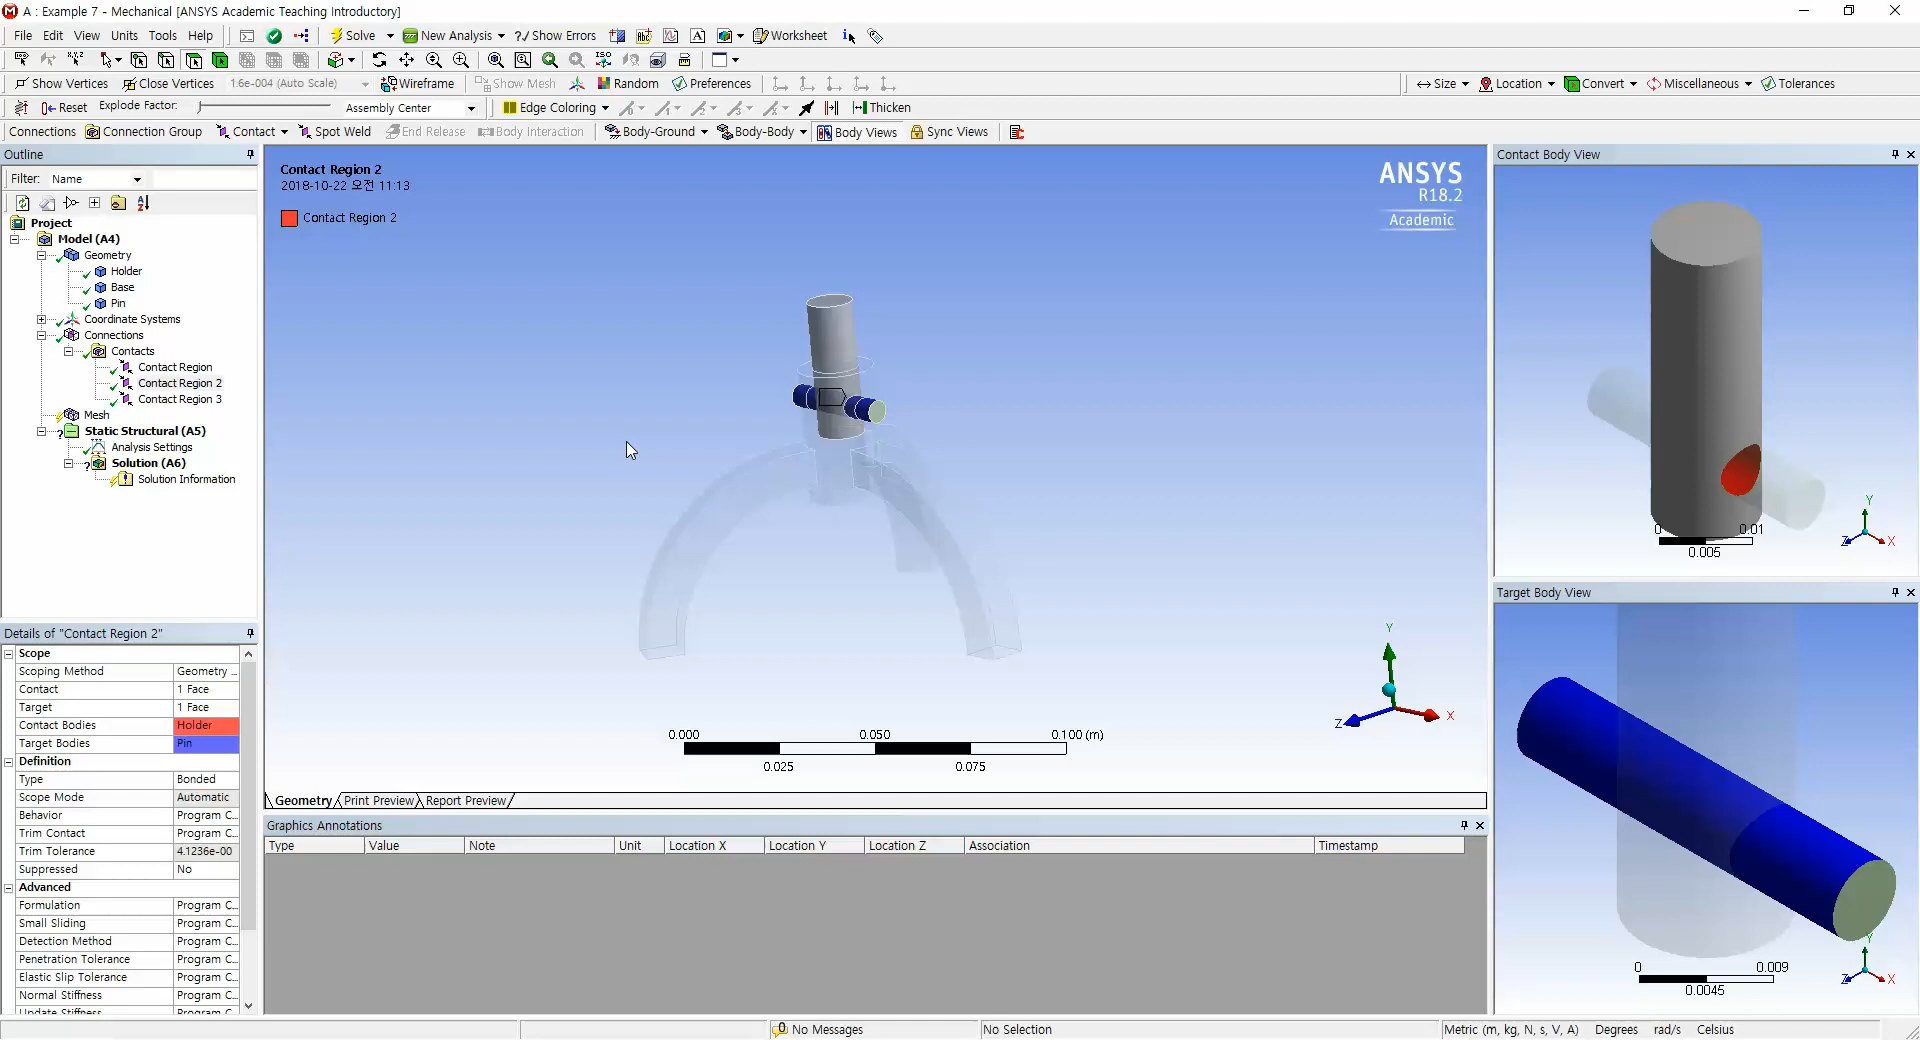 A : Example 7 - Mechanical [ANSYS Academic Teaching Introductory]
File Edit View Units Tools Help Solve New Analysis ?/ Show Errors Worksheet
Show Vertices Close Vertices 1.6e-004 (Auto Scale) Wireframe Show Mesh Random Preferences Size Location Convert Miscellaneous Tolerances
Reset Explode Factor: Assembly Center Edge Coloring Thicken
Connections Connection Group Contact Spot Weld End Release Body Interaction Body-Ground Body-Body Body Views Sync Views
Outline
Filter: Name
Project
Model (A4)
Geometry
Holder
Base
Pin
Coordinate Systems
Connections
Contacts
Contact Region
Contact Region 2
Contact Region 3
Mesh
Static Structural (A5)
Analysis Settings
Solution (A6)
Solution Information
Details of "Contact Region 2"
Scope
Scoping Method Geometry ...
Contact 1 Face
Target 1 Face
Contact Bodies Holder
Target Bodies Pin
Definition
Type Bonded
Scope Mode Automatic
Behavior Program C...
Trim Contact Program C...
Trim Tolerance 4.1236e-00
Suppressed No
Advanced
Formulation Program C...
Small Sliding Program C...
Detection Method Program C...
Penetration Tolerance Program C...
Elastic Slip Tolerance Program C...
Normal Stiffness Program C...
Update Stiffness Program C...
Contact Region 2
2018-10-22 오전 11:13
Contact Region 2
ANSYS
R18.2
Academic
Y
Z X
0.000 0.050 0.100 (m)
0.025 0.075
Geometry Print Preview Report Preview
Graphics Annotations
Type Value Note Unit Location X Location Y Location Z Association Timestamp
Contact Body View
0 0.01
0.005
Y
Z X
Target Body View
0 0.009
0.0045
Y
Z X
0 No Messages No Selection Metric (m, kg, N, s, V, A) Degrees rad/s Celsius